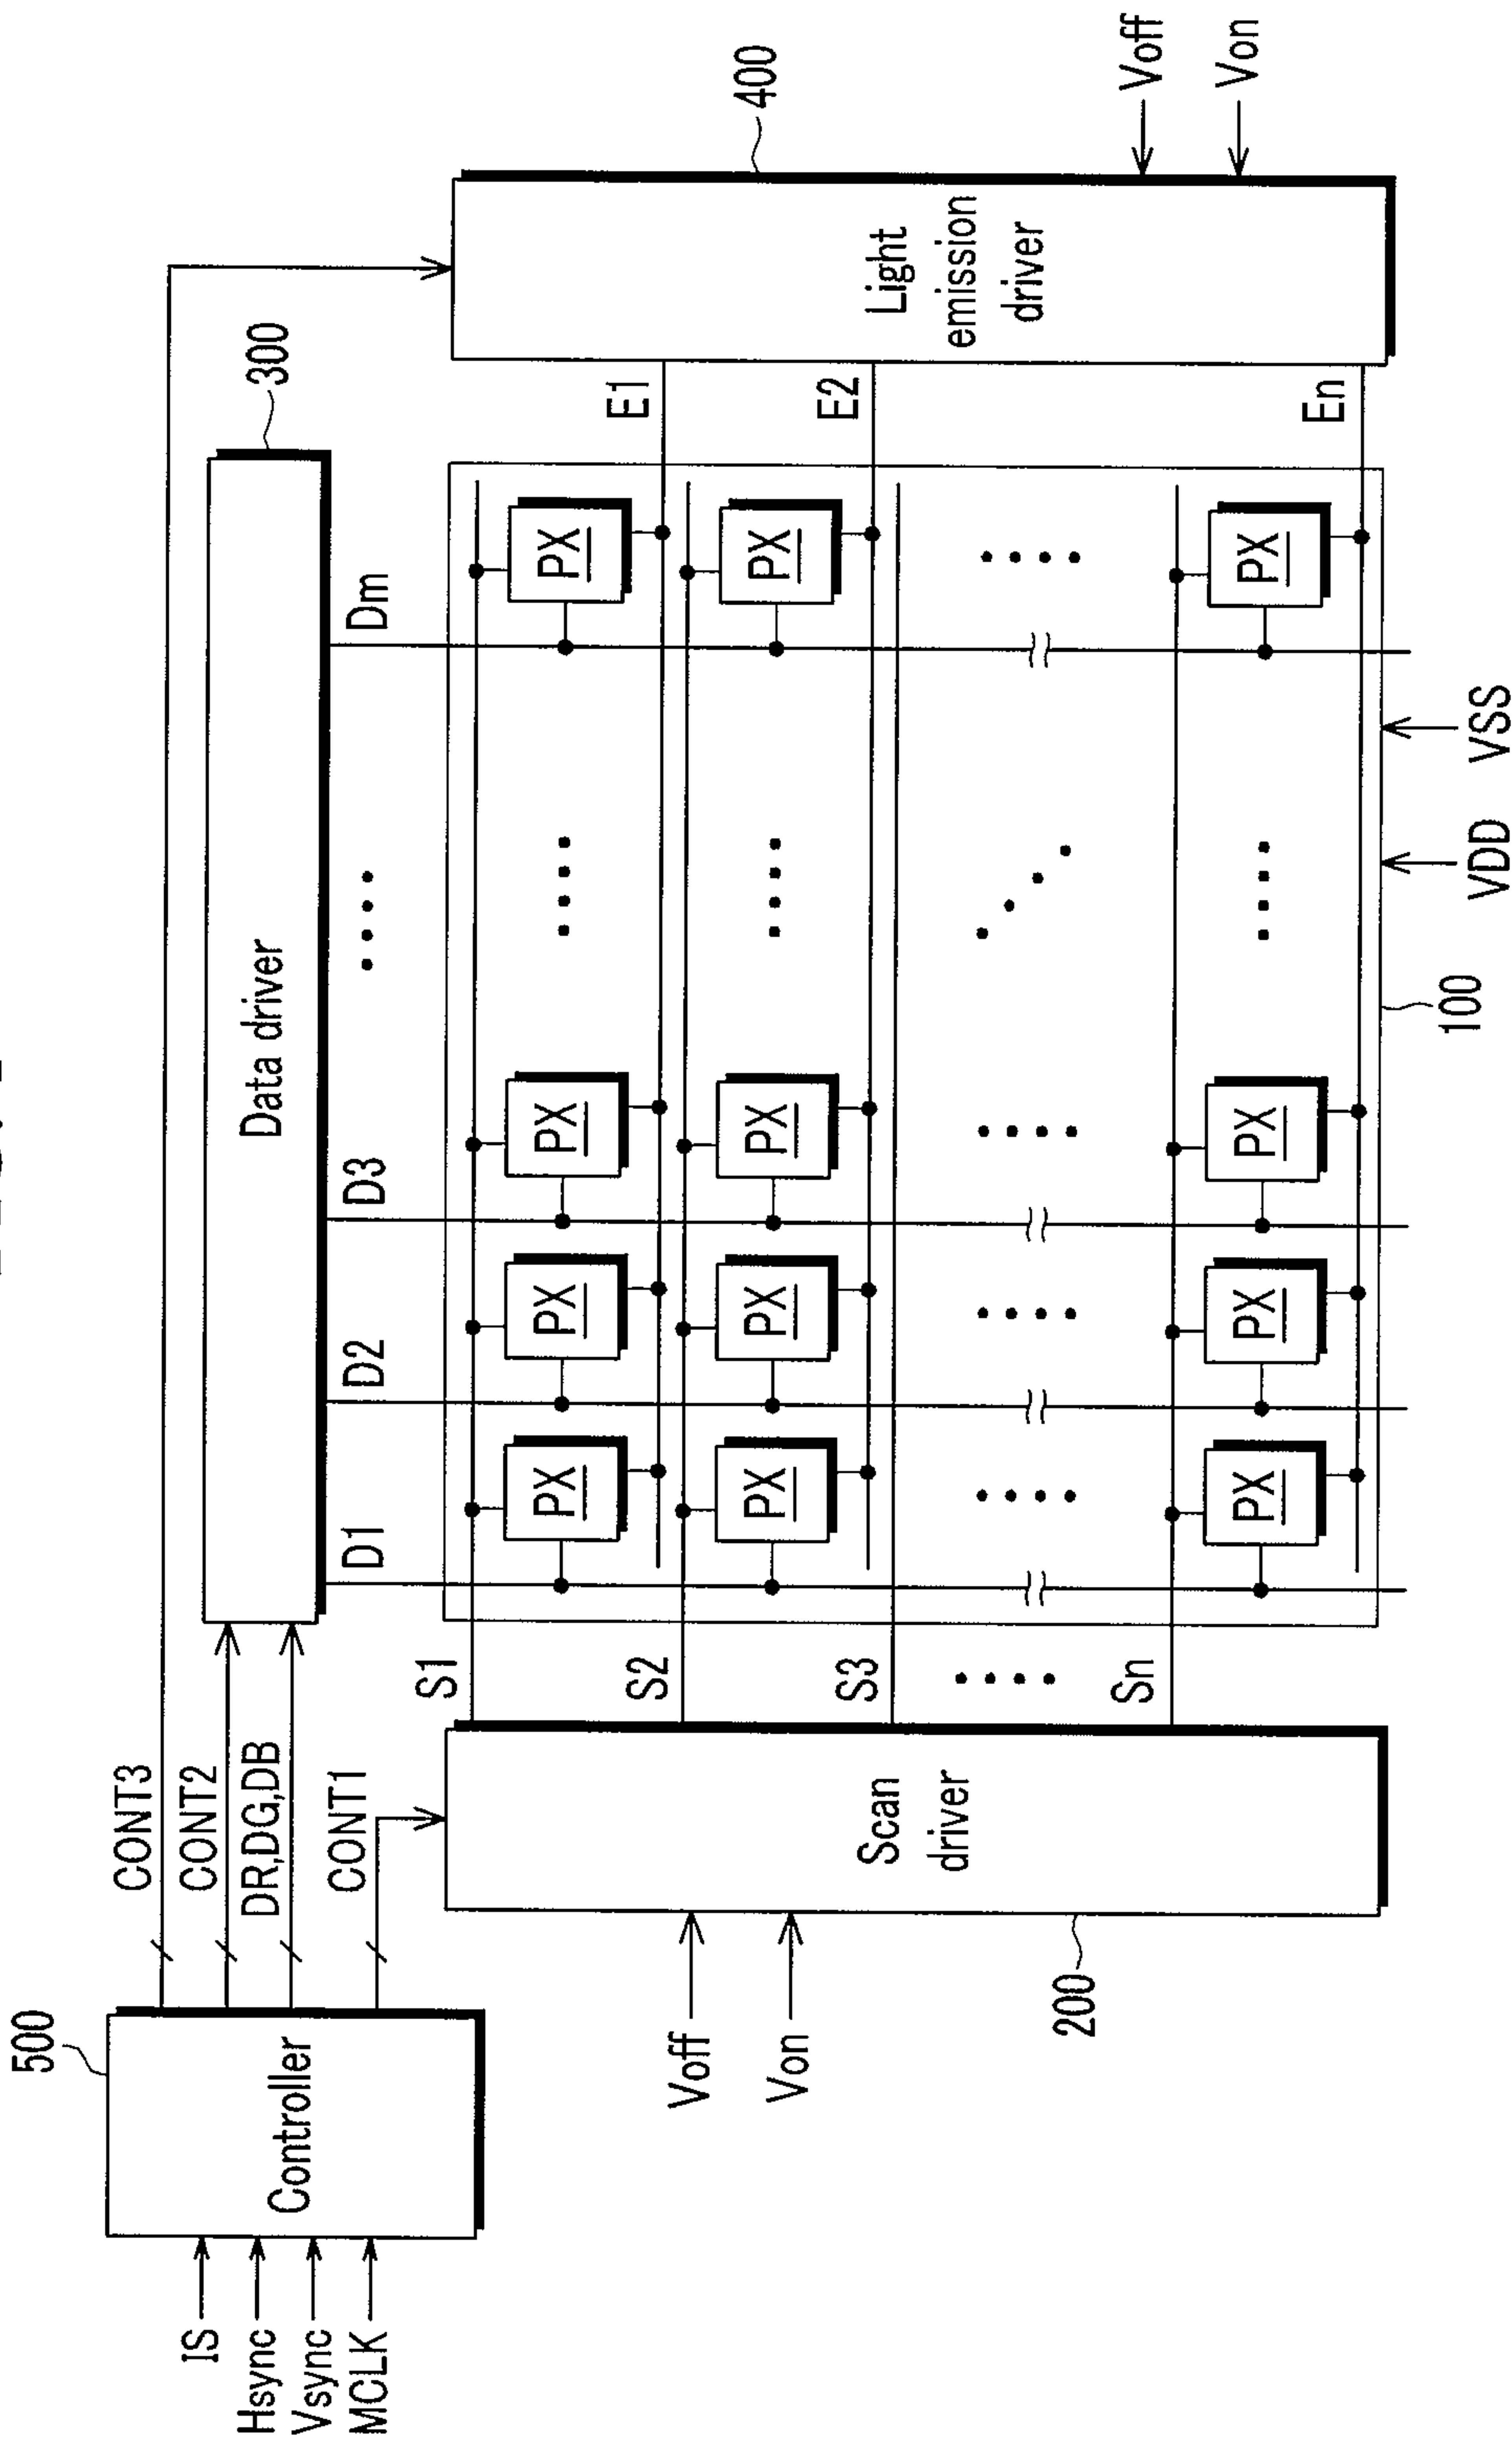 500
IS
Hsync
Vsync
MCLK
Controller
CONT3
CONT2
DR,DG,DB
CONT1
Data driver
300
D1
D2
D3
Dm
Voff
Von
200
Scan
driver
S1
S2
S3
Sn
PX
PX
PX
PX
PX
PX
PX
PX
PX
PX
PX
PX
E1
E2
En
Light
emission
driver
400
Voff
Von
100
VDD
VSS